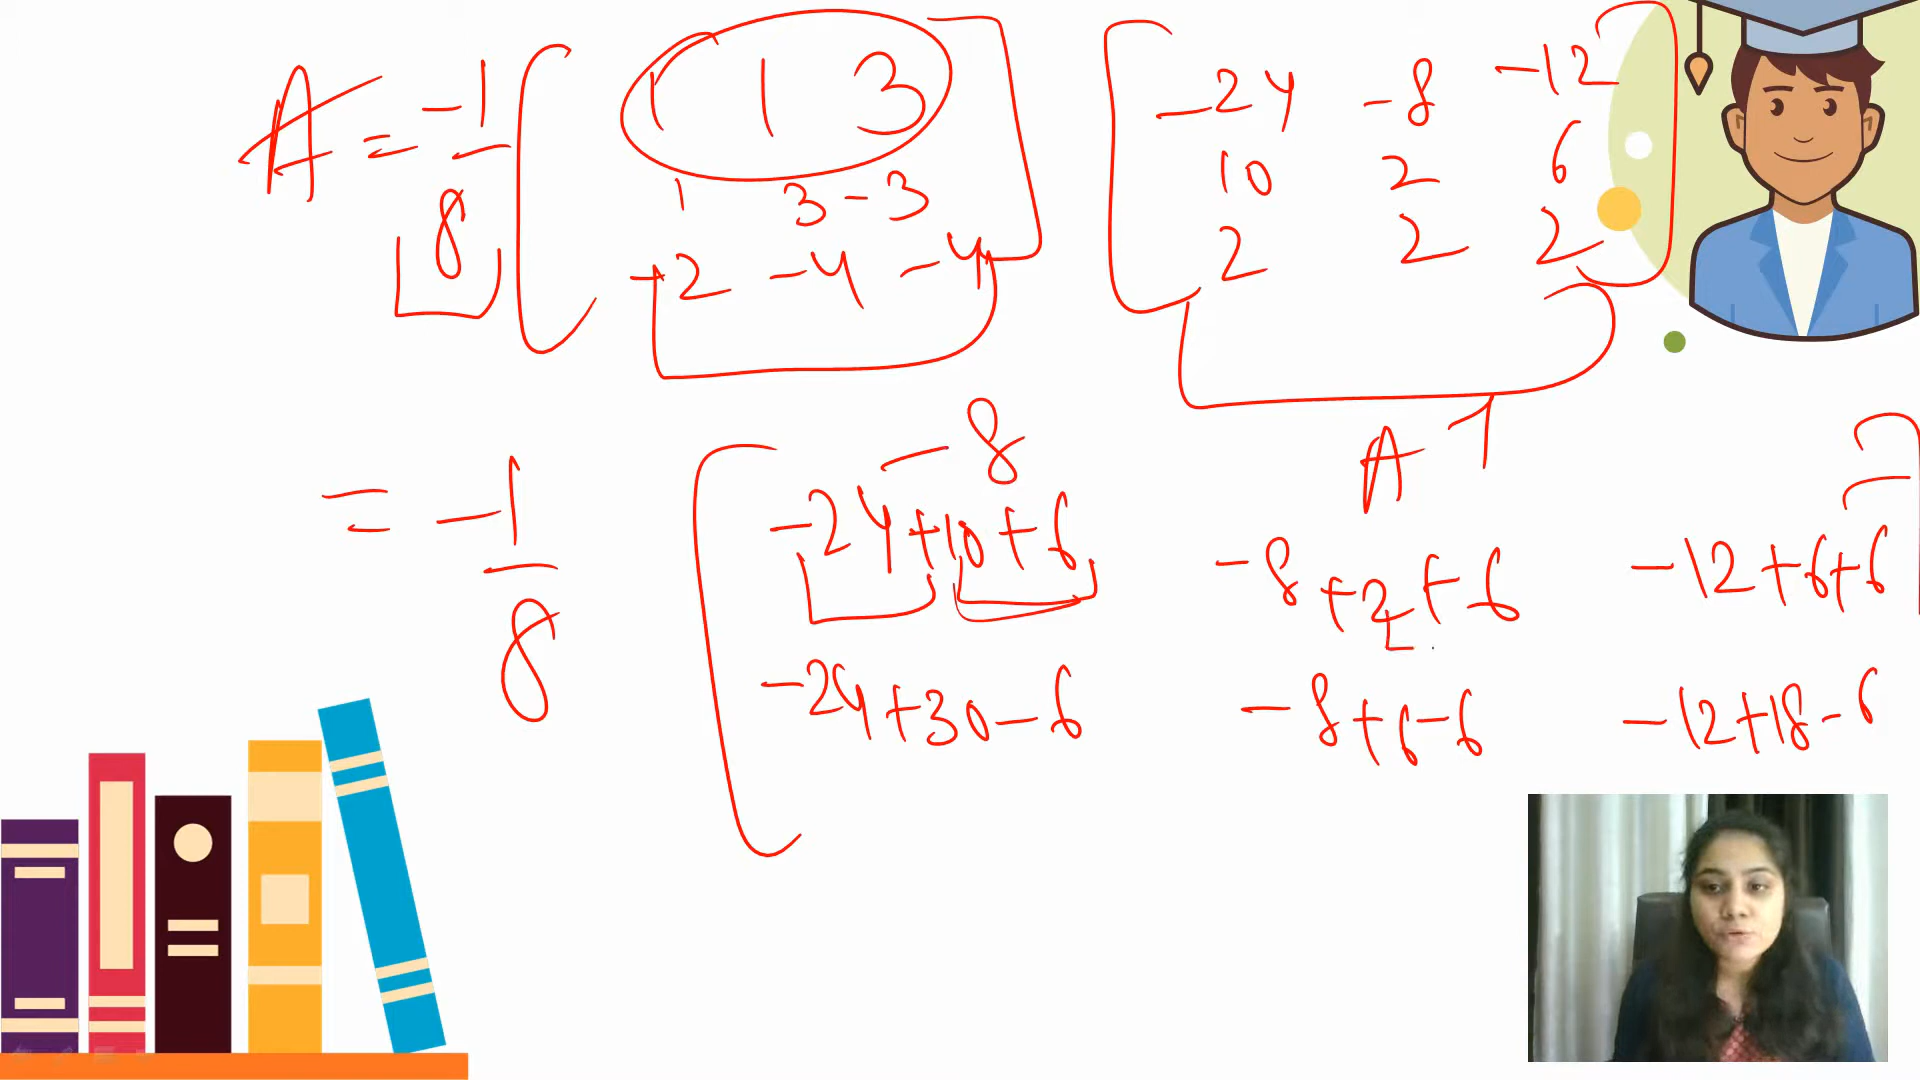 A = -1/8 [ 1 1 3 [ -24 -8 -12
1 3 -3 10 2 6
-2 -4 -4 ] 2 2 2 ]
A -1
-8
= -1/8 [ -24+10+6 -8+2+6 -12+6+6
-24+30-6 -8+6-6 -12+18-6